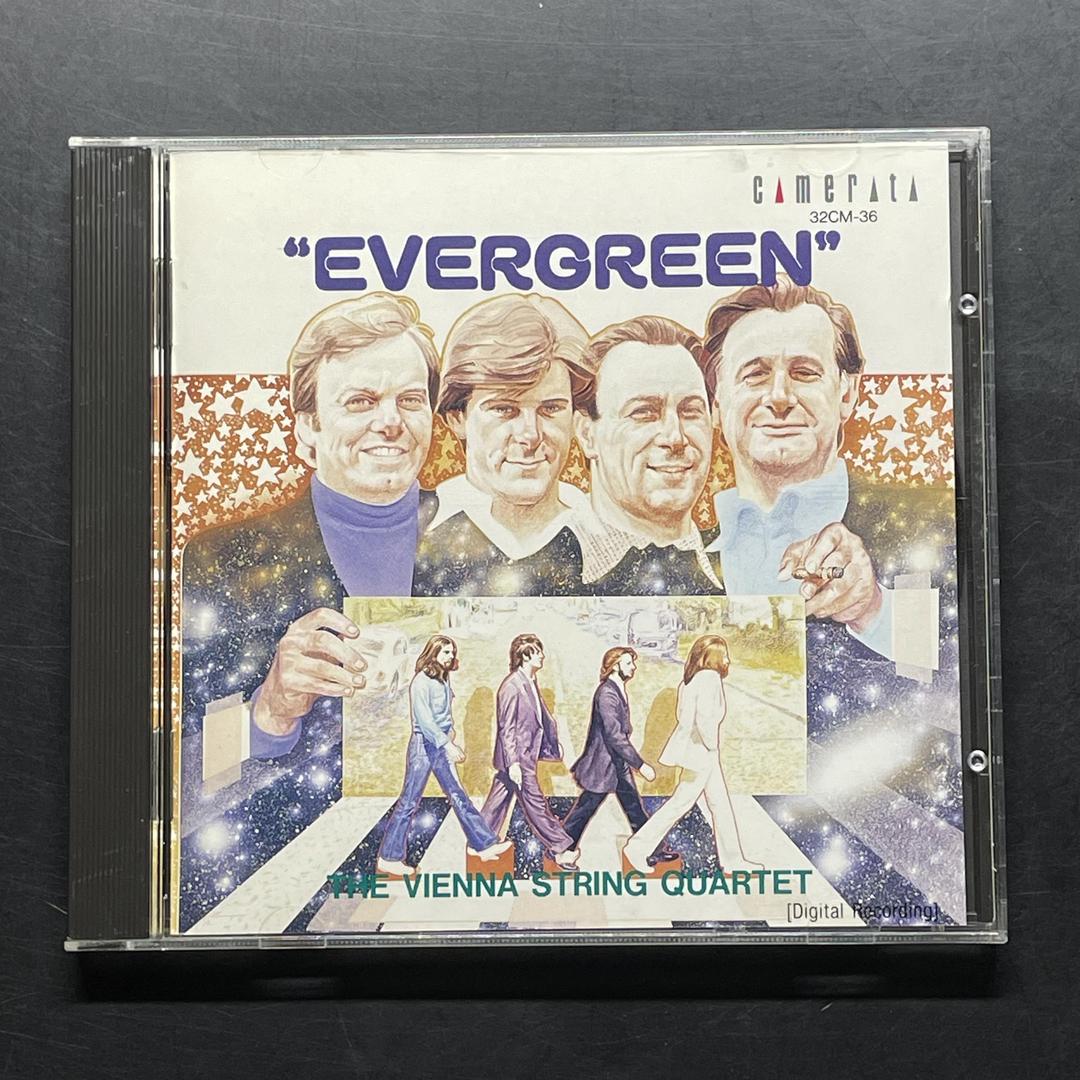 camerata
32CM-36
“EVERGREEN”
THE VIENNA STRING QUARTET
[Digital Recording]